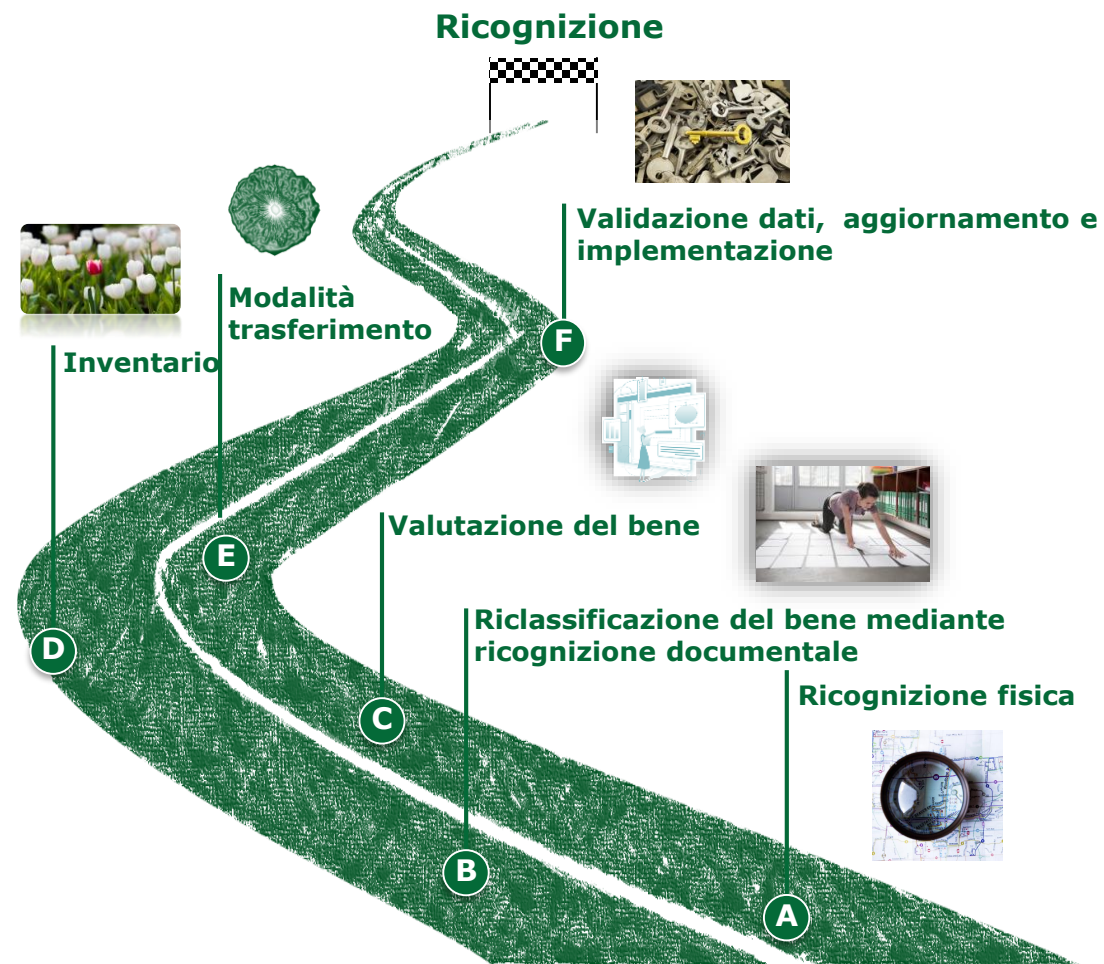 Ricognizione
Validazione dati, aggiornamento e
implementazione
F
Modalità
trasferimento
E
Inventario
D
Valutazione del bene
C
Riclassificazione del bene mediante
ricognizione documentale
B
Ricognizione fisica
A